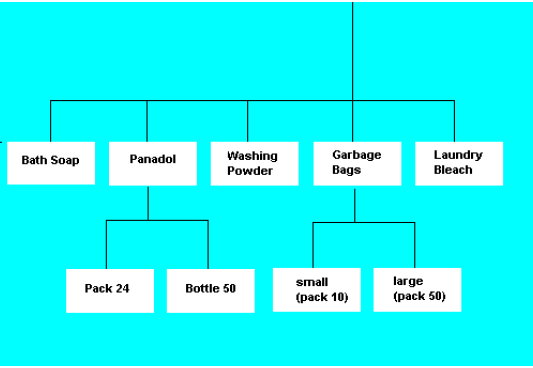 Bath Soap
Panadol
Washing
Powder
Garbage
Bags
Laundry
Bleach
Pack 24
Bottle 50
small
(pack 10)
large
(pack 50)